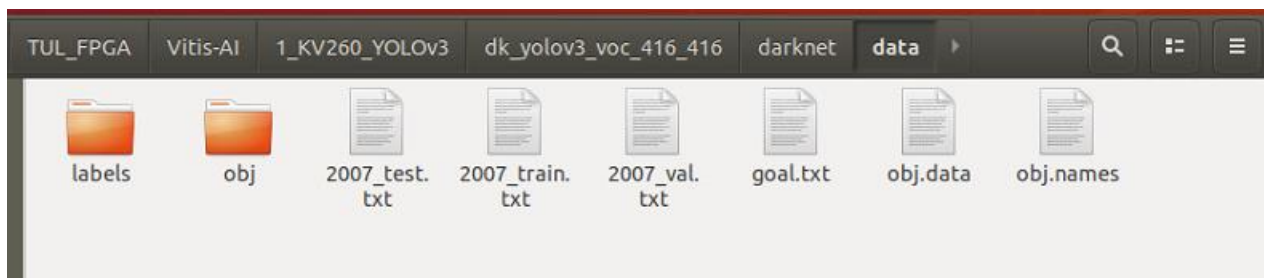 TUL_FPGA Vitis-AI 1_KV260_YOLOv3 dk_yolov3_voc_416_416 darknet data
labels obj 2007_test. 2007_train. 2007_val. goal.txt obj.data obj.names
txt txt txt